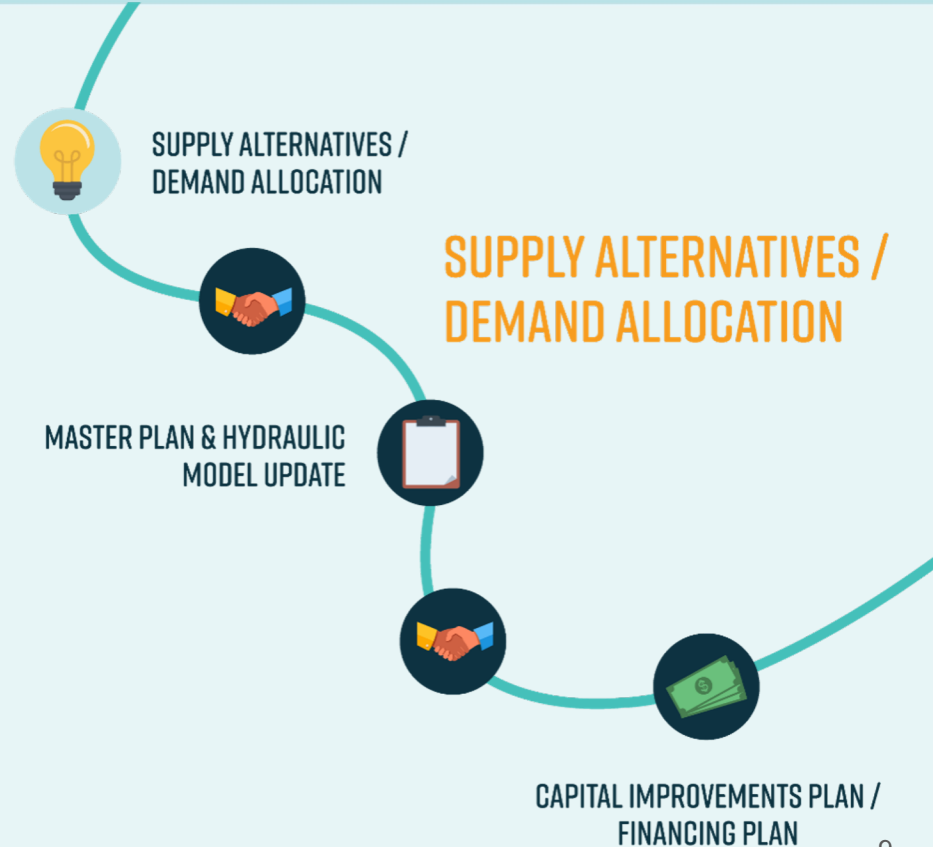 SUPPLY ALTERNATIVES /
DEMAND ALLOCATION
SUPPLY ALTERNATIVES /
DEMAND ALLOCATION
MASTER PLAN & HYDRAULIC
MODEL UPDATE
$
CAPITAL IMPROVEMENTS PLAN /
FINANCING PLAN